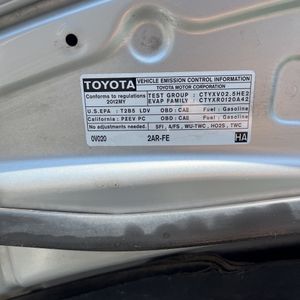 TOYOTA VEHICLE EMISSION CONTROL INFORMATION
TOYOTA MOTOR CORPORATION
Conforms to regulations TEST GROUP : CTYXV02.5HE2
2012MY EVAP FAMILY : CTYXR0120A42
U.S.EPA : T2B5 LDV OBD : CAII Fuel : Gasoline
California : PZEV PC OBD : CAII Fuel : Gasoline
No adjustments needed. SFI , A/FS , WU-TWC , HO2S , TWC
0V020 2AR-FE HA